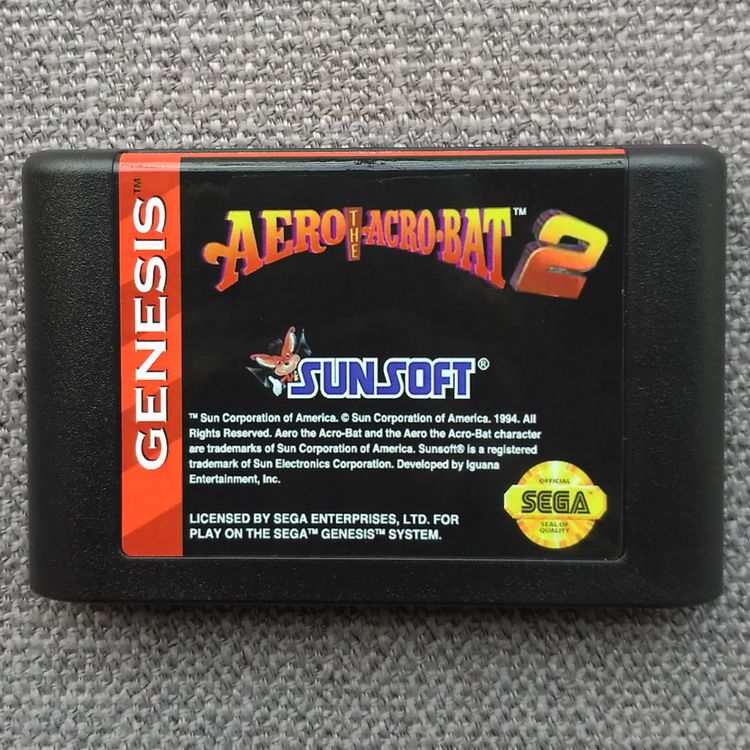 GENESIS™
AERO THE ACRO-BAT™ 2
SUNSOFT®
™ Sun Corporation of America. © Sun Corporation of America. 1994. All
Rights Reserved. Aero the Acro-Bat and the Aero the Acro-Bat character
are trademarks of Sun Corporation of America. Sunsoft® is a registered
trademark of Sun Electronics Corporation. Developed by Iguana
Entertainment, Inc.
LICENSED BY SEGA ENTERPRISES, LTD. FOR
PLAY ON THE SEGA™ GENESIS™ SYSTEM.
OFFICIAL
SEGA™
SEAL OF
QUALITY